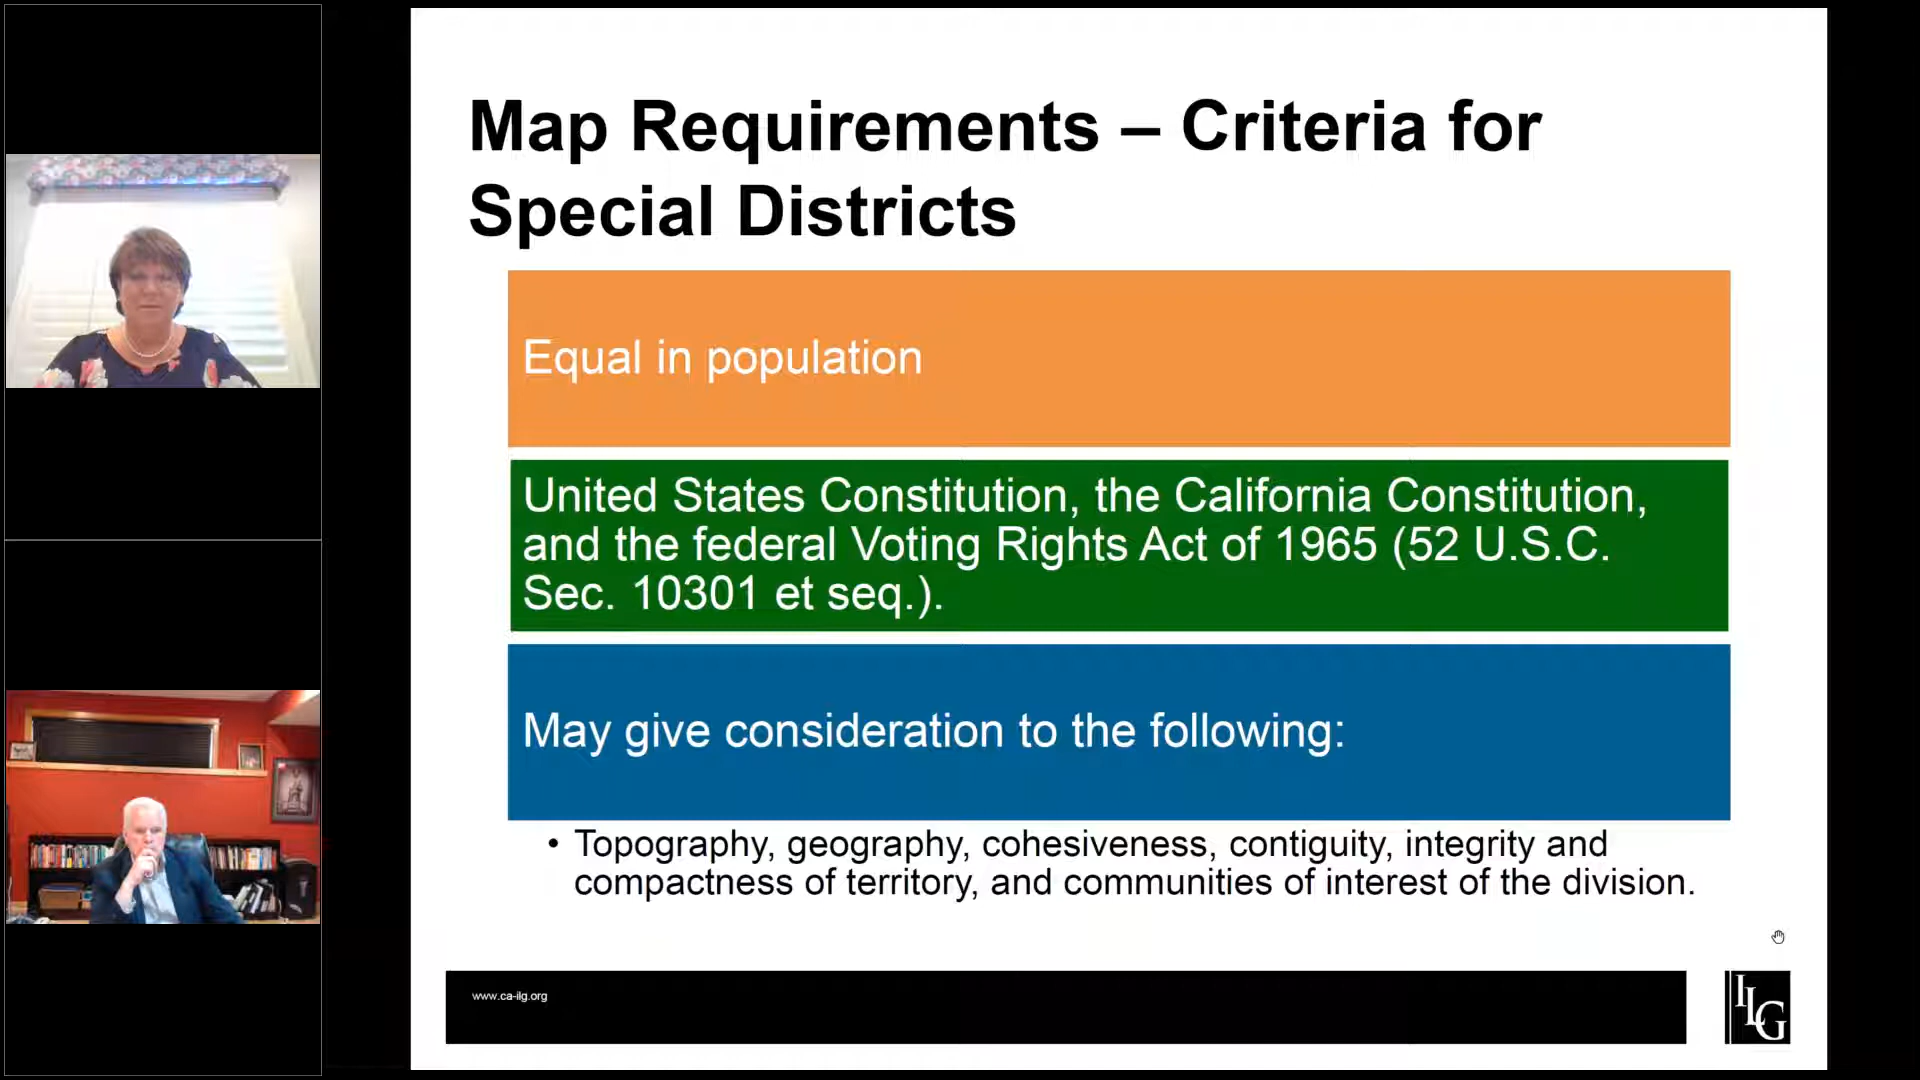 Map Requirements – Criteria for
Special Districts
Equal in population
United States Constitution, the California Constitution,
and the federal Voting Rights Act of 1965 (52 U.S.C.
Sec. 10301 et seq.).
May give consideration to the following:
• Topography, geography, cohesiveness, contiguity, integrity and
compactness of territory, and communities of interest of the division.
www.ca-ilg.org
ILG